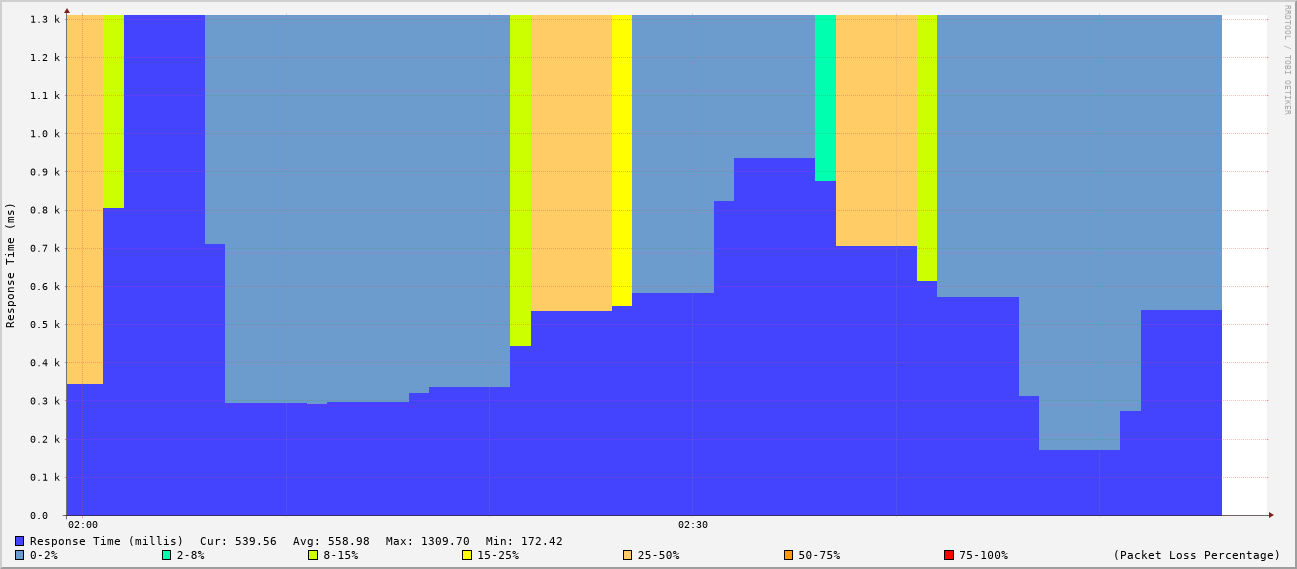 RRDTOOL / TOBI OETIKER
Response Time (ms)
1.3 k
1.2 k
1.1 k
1.0 k
0.9 k
0.8 k
0.7 k
0.6 k
0.5 k
0.4 k
0.3 k
0.2 k
0.1 k
0.0
02:00 02:30
Response Time (millis) Cur: 539.56 Avg: 558.98 Max: 1309.70 Min: 172.42
0-2% 2-8% 8-15% 15-25% 25-50% 50-75% 75-100% (Packet Loss Percentage)